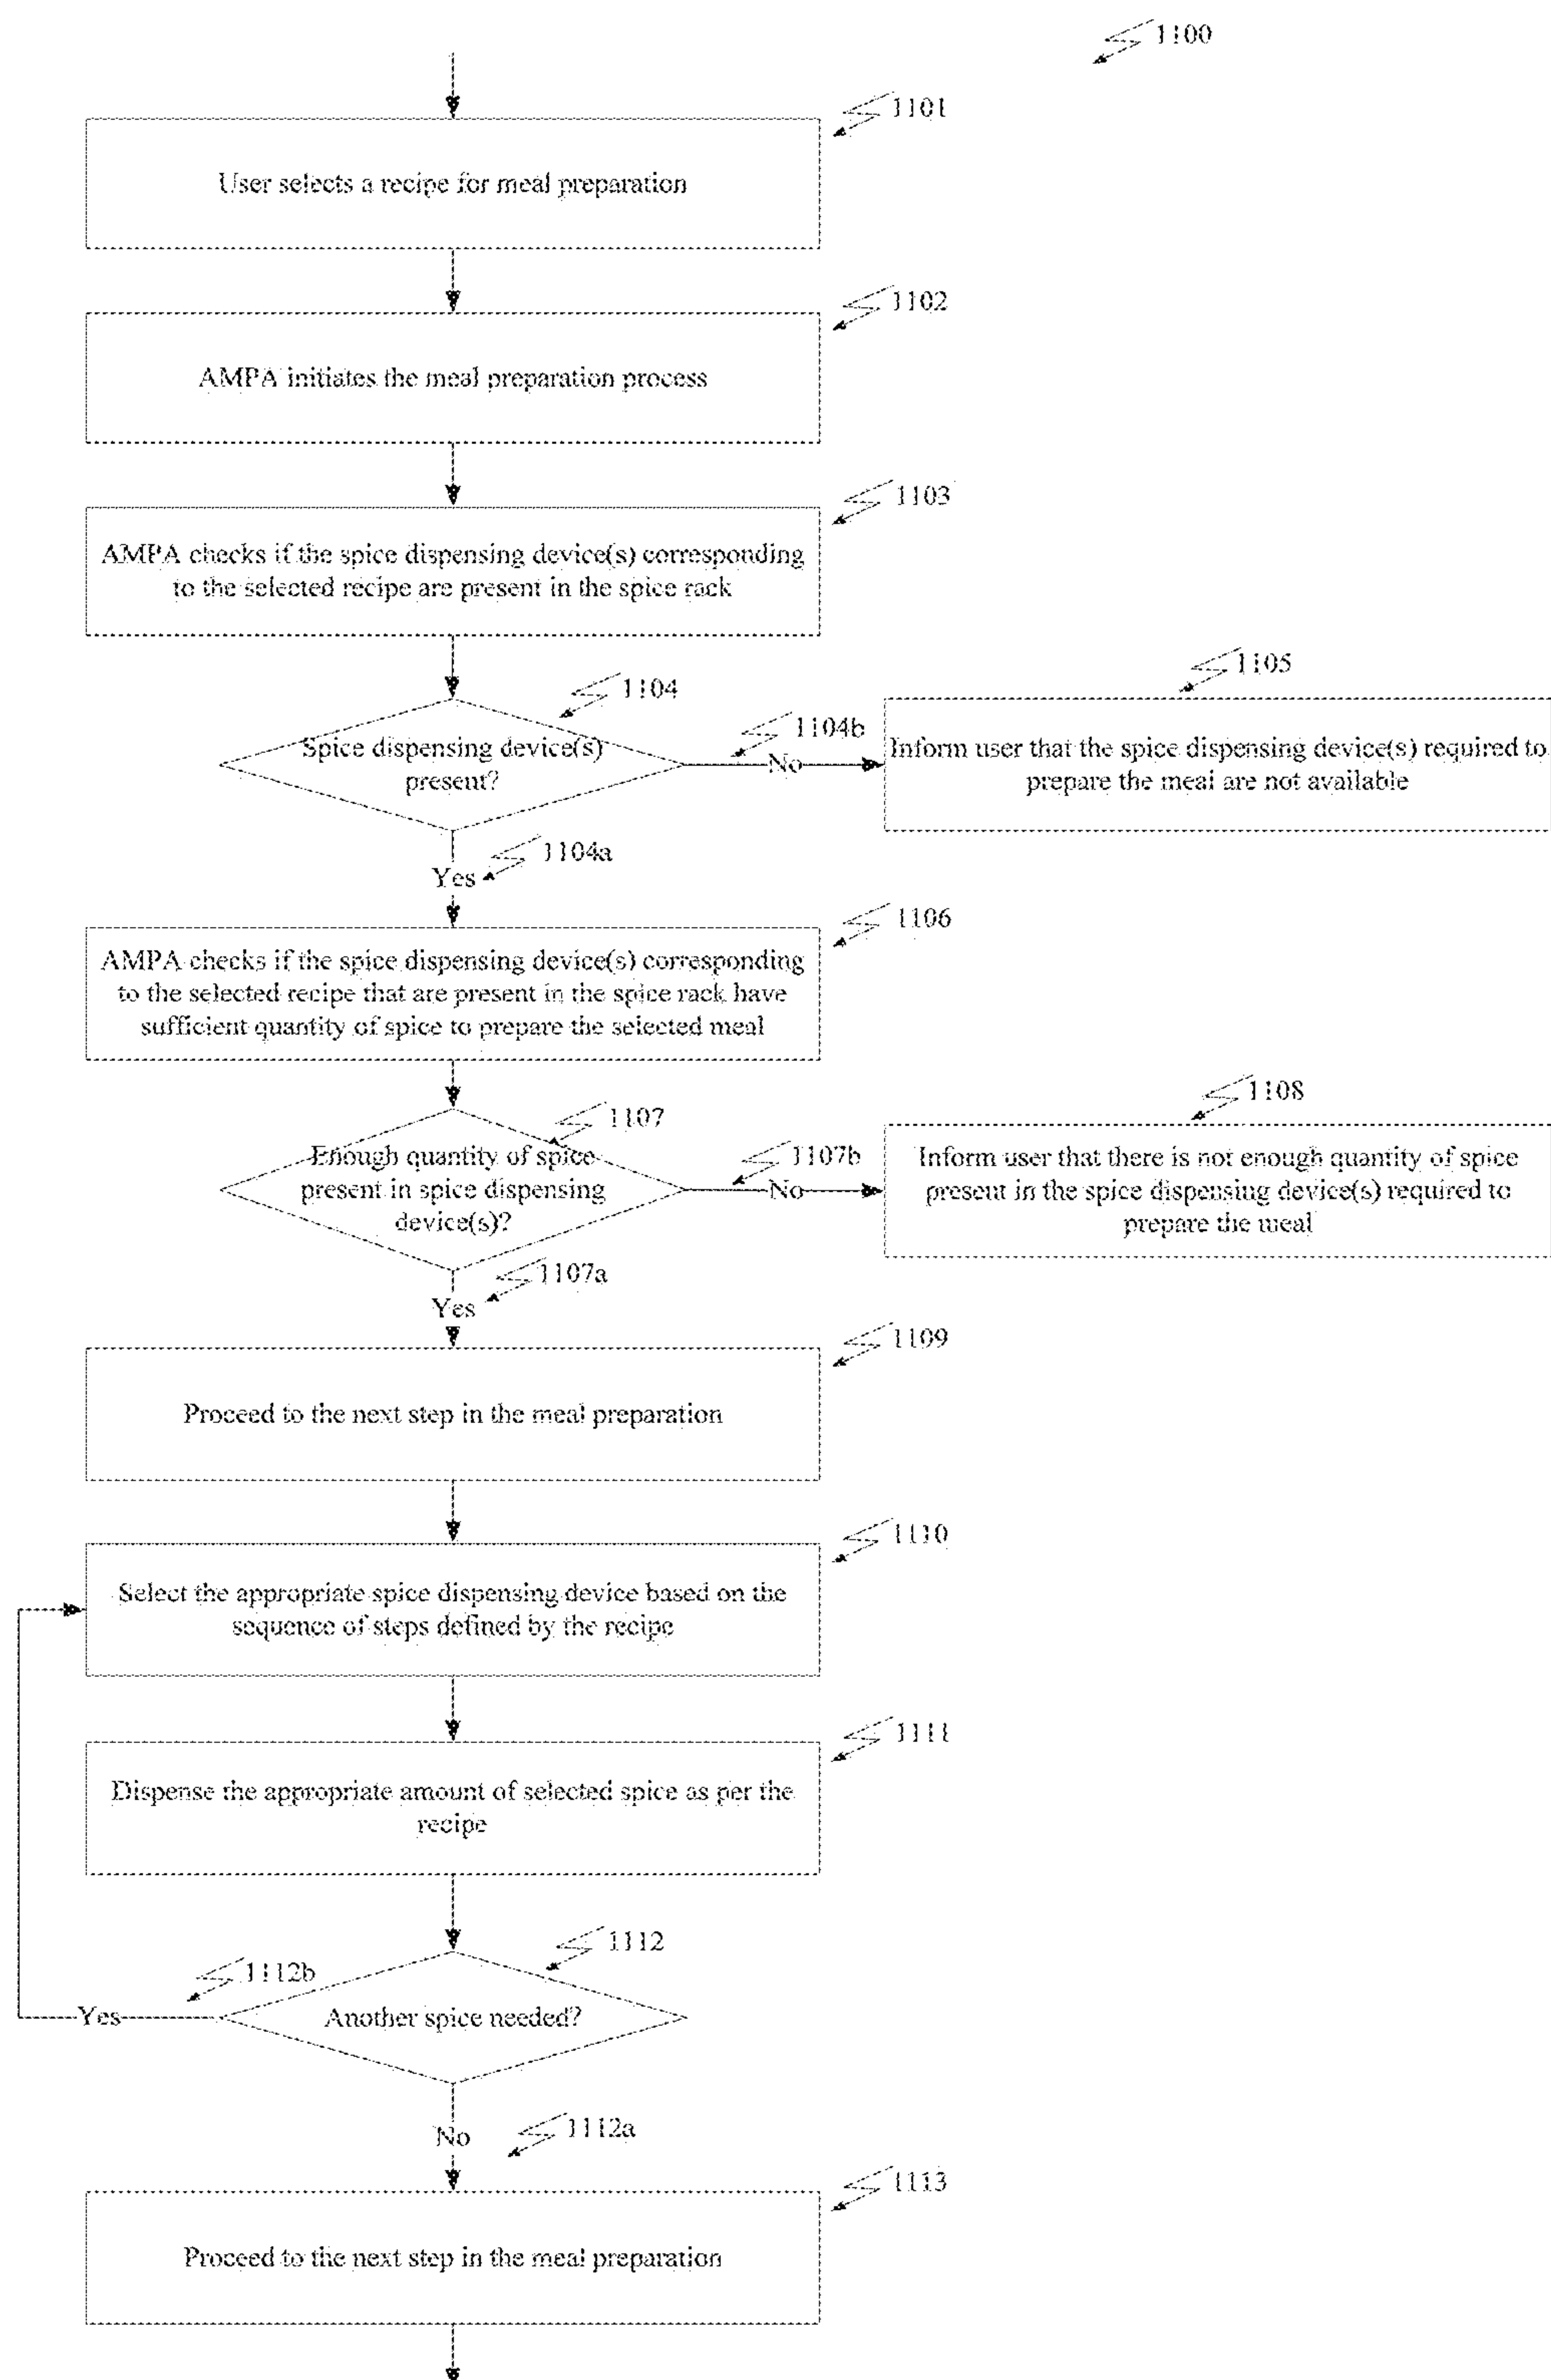 1100
1101
User selects a recipe for meal preparation
1102
AMPA initiates the meal preparation process
1103
AMPA checks if the spice dispensing device(s) corresponding
to the selected recipe are present in the spice rack
1104
Spice dispensing device(s)
present?
1104b
No
1105
Inform user that the spice dispensing device(s) required to
prepare the meal are not available
1104a
Yes
1106
AMPA checks if the spice dispensing device(s) corresponding
to the selected recipe that are present in the spice rack have
sufficient quantity of spice to prepare the selected meal
1107
Enough quantity of spice
present in spice dispensing
device(s)?
1107b
No
1108
Inform user that there is not enough quantity of spice
present in the spice dispensing device(s) required to
prepare the meal
1107a
Yes
1109
Proceed to the next step in the meal preparation
1110
Select the appropriate spice dispensing device based on the
sequence of steps defined by the recipe
1111
Dispense the appropriate amount of selected spice as per the
recipe
1112
Another spice needed?
1112b
Yes
No
1112a
1113
Proceed to the next step in the meal preparation